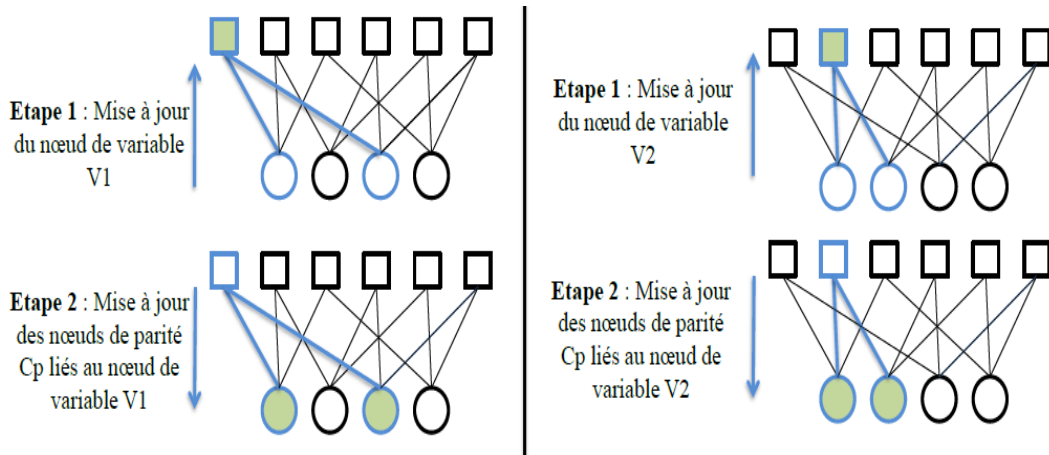 Etape 1 : Mise à jour
du nœud de variable
V1
Etape 2 : Mise à jour
des nœuds de parité
Cp liés au nœud de
variable V1
Etape 1 : Mise à jour
du nœud de variable
V2
Etape 2 : Mise à jour
des nœuds de parité
Cp liés au nœud de
variable V2